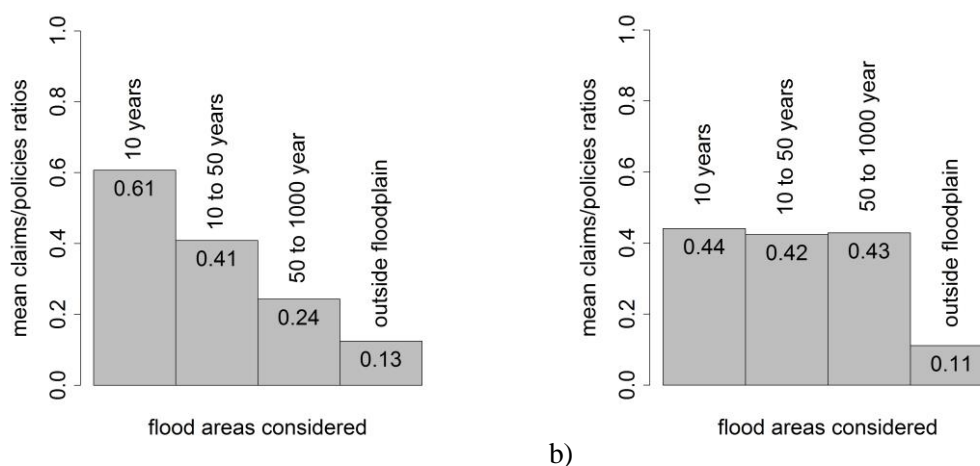 mean claims/policies ratios
1.0
0.8
0.6
0.4
0.2
0.0
10 years
10 to 50 years
50 to 1000 year
outside floodplain
0.61
0.41
0.24
0.13
flood areas considered
b)
mean claims/policies ratios
1.0
0.8
0.6
0.4
0.2
0.0
10 years
10 to 50 years
50 to 1000 year
outside floodplain
0.44
0.42
0.43
0.11
flood areas considered